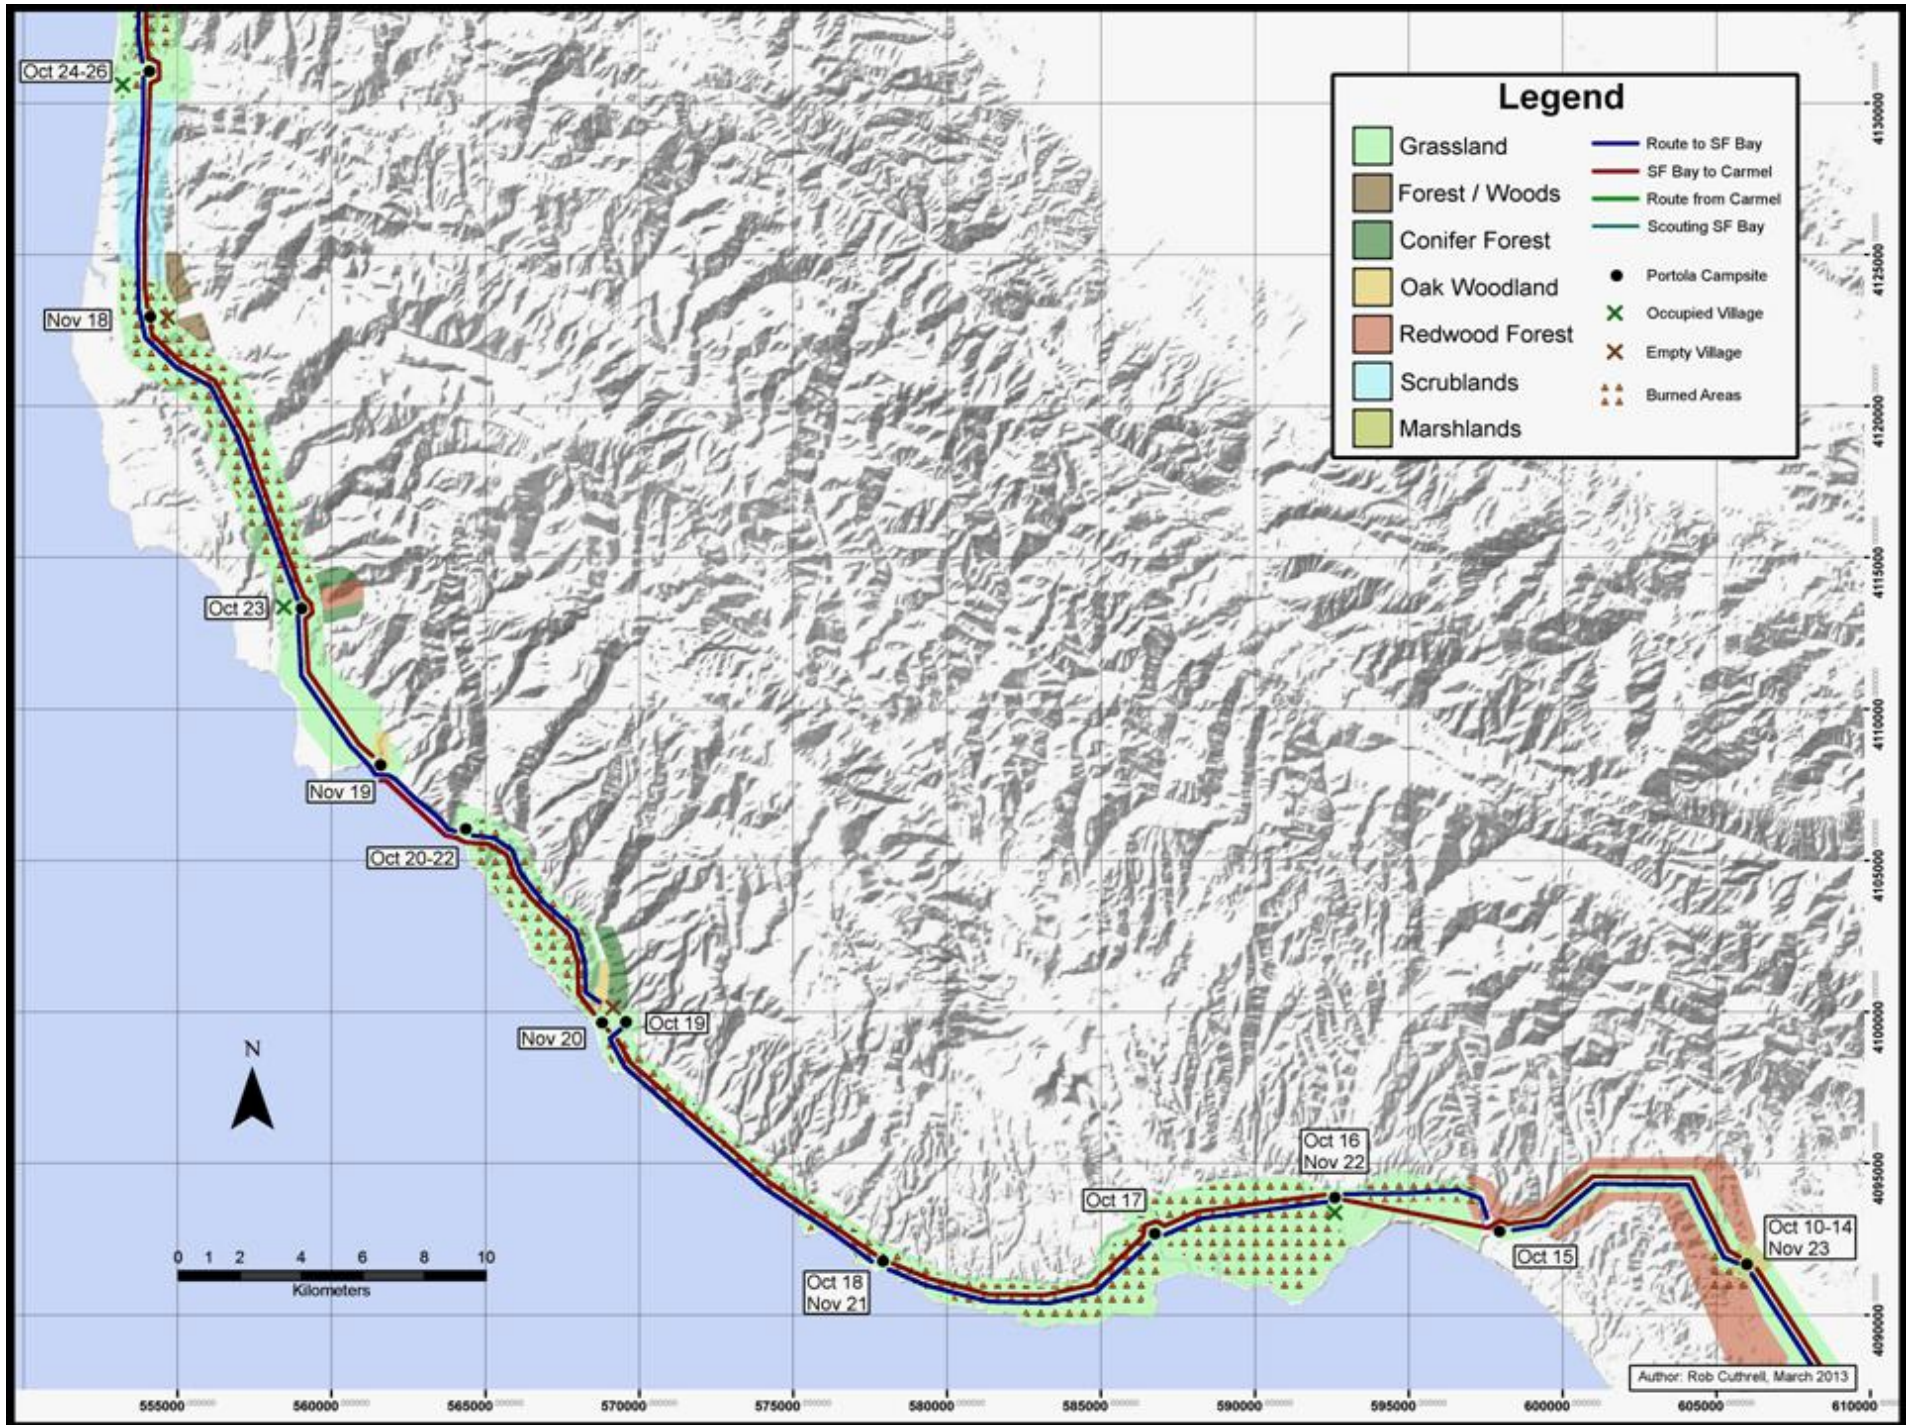 Oct 24-26
Nov 18
Oct 23
Nov 19
Oct 20-22
Nov 20
Oct 19
Oct 18
Nov 21
Oct 17
Oct 16
Nov 22
Oct 15
Oct 10-14
Nov 23
Legend
Grassland
Forest / Woods
Conifer Forest
Oak Woodland
Redwood Forest
Scrublands
Marshlands
Route to SF Bay
SF Bay to Carmel
Route from Carmel
Scouting SF Bay
Portola Campsite
Occupied Village
Empty Village
Burned Areas
N
0 1 2 4 6 8 10
Kilometers
4130000
4125000
4120000
4115000
4110000
4105000
4100000
4095000
4090000
Author: Rob Cuthrell, March 2013
555000 560000 565000 570000 575000 580000 585000 590000 595000 600000 605000 610000